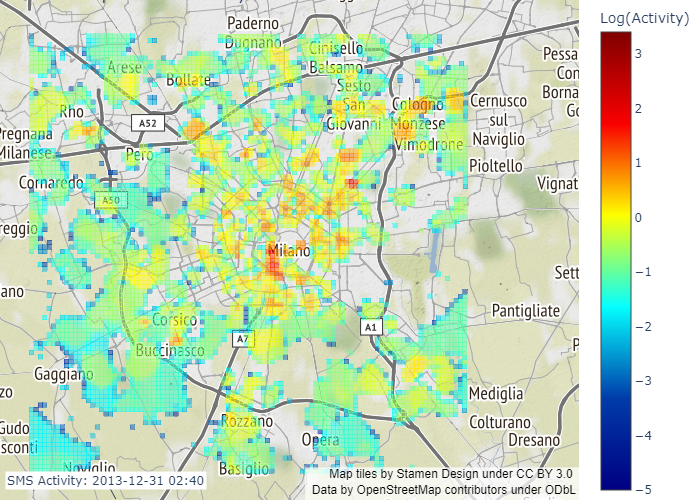 Log(Activity)
Paderno
Dugnano
Cinisello
Balsamo
Arese
Bollate
Sesto
San
Giovanni
Cologno
Monzese
Cernusco
sul
Naviglio
Pessa
Con
Borna
Go
Rho
A52
Pregnana
Milanese
Pero
Vimodrone
Pioltello
Cornaredo
A50
Vignat
reggio
Milano
Sett
ano
Pantigliate
Corsico
A7
A1
Buccinasco
P
Gaggiano
Mediglia
zo
Rozzano
Colturano
Dresano
Gudo
sconti
Opera
Noviglio
Basiglio
SMS Activity: 2013-12-31 02:40
Map tiles by Stamen Design under CC BY 3.0
Data by OpenStreetMap contributors under ODbL
3
2
1
0
−1
−2
−3
−4
−5